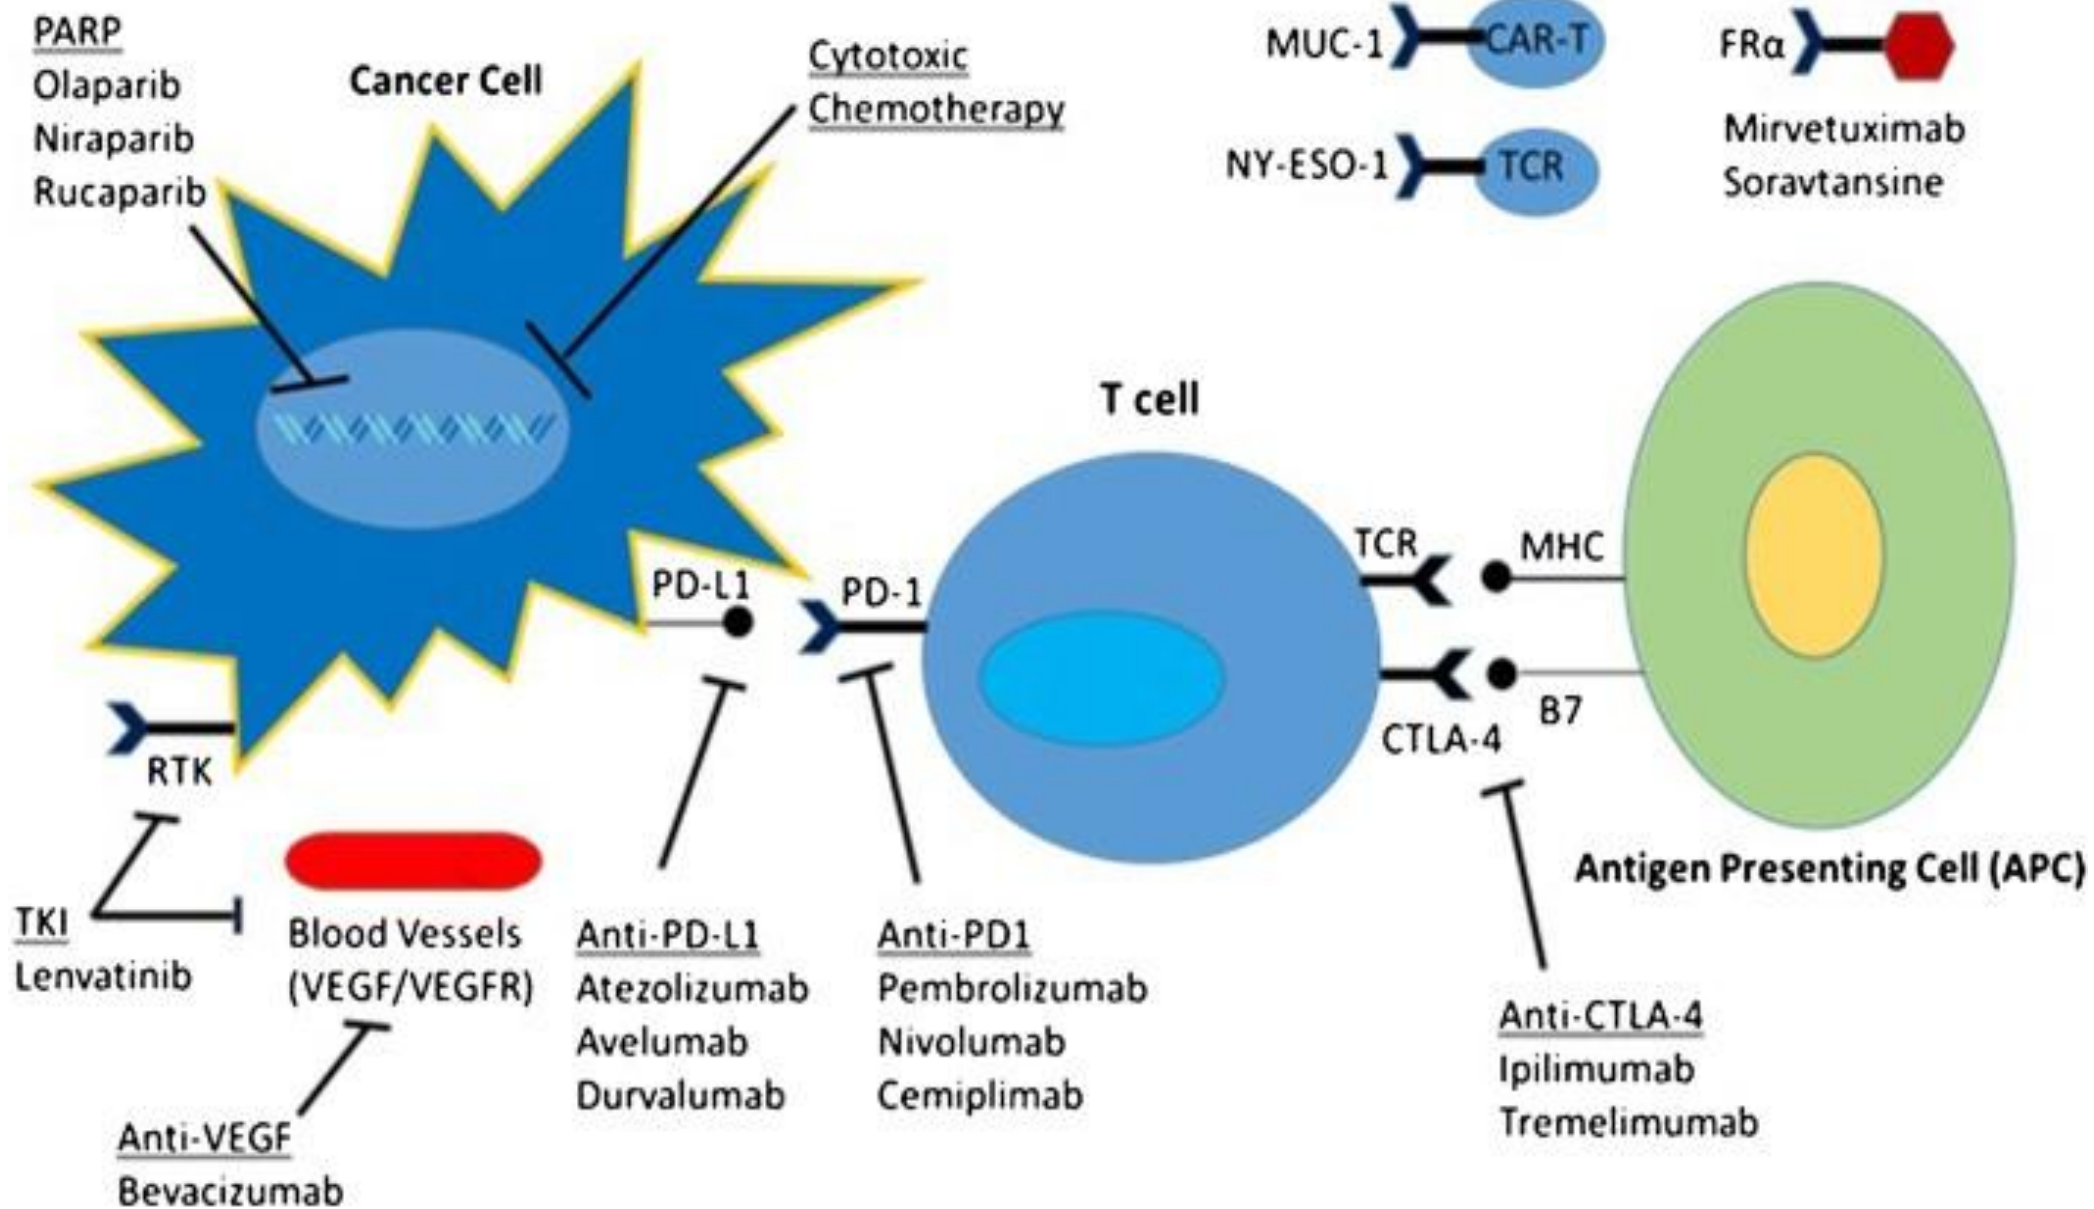 PARP
Olaparib
Niraparib
Rucaparib
Cancer Cell
Cytotoxic
Chemotherapy
MUC-1
CAR-T
NY-ESO-1
TCR
FRα
Mirvetuximab
Soravtansine
T cell
PD-L1
PD-1
TCR
MHC
CTLA-4
B7
RTK
Antigen Presenting Cell (APC)
TKI
Lenvatinib
Blood Vessels
(VEGF/VEGFR)
Anti-VEGF
Bevacizumab
Anti-PD-L1
Atezolizumab
Avelumab
Durvalumab
Anti-PD1
Pembrolizumab
Nivolumab
Cemiplimab
Anti-CTLA-4
Ipilimumab
Tremelimumab